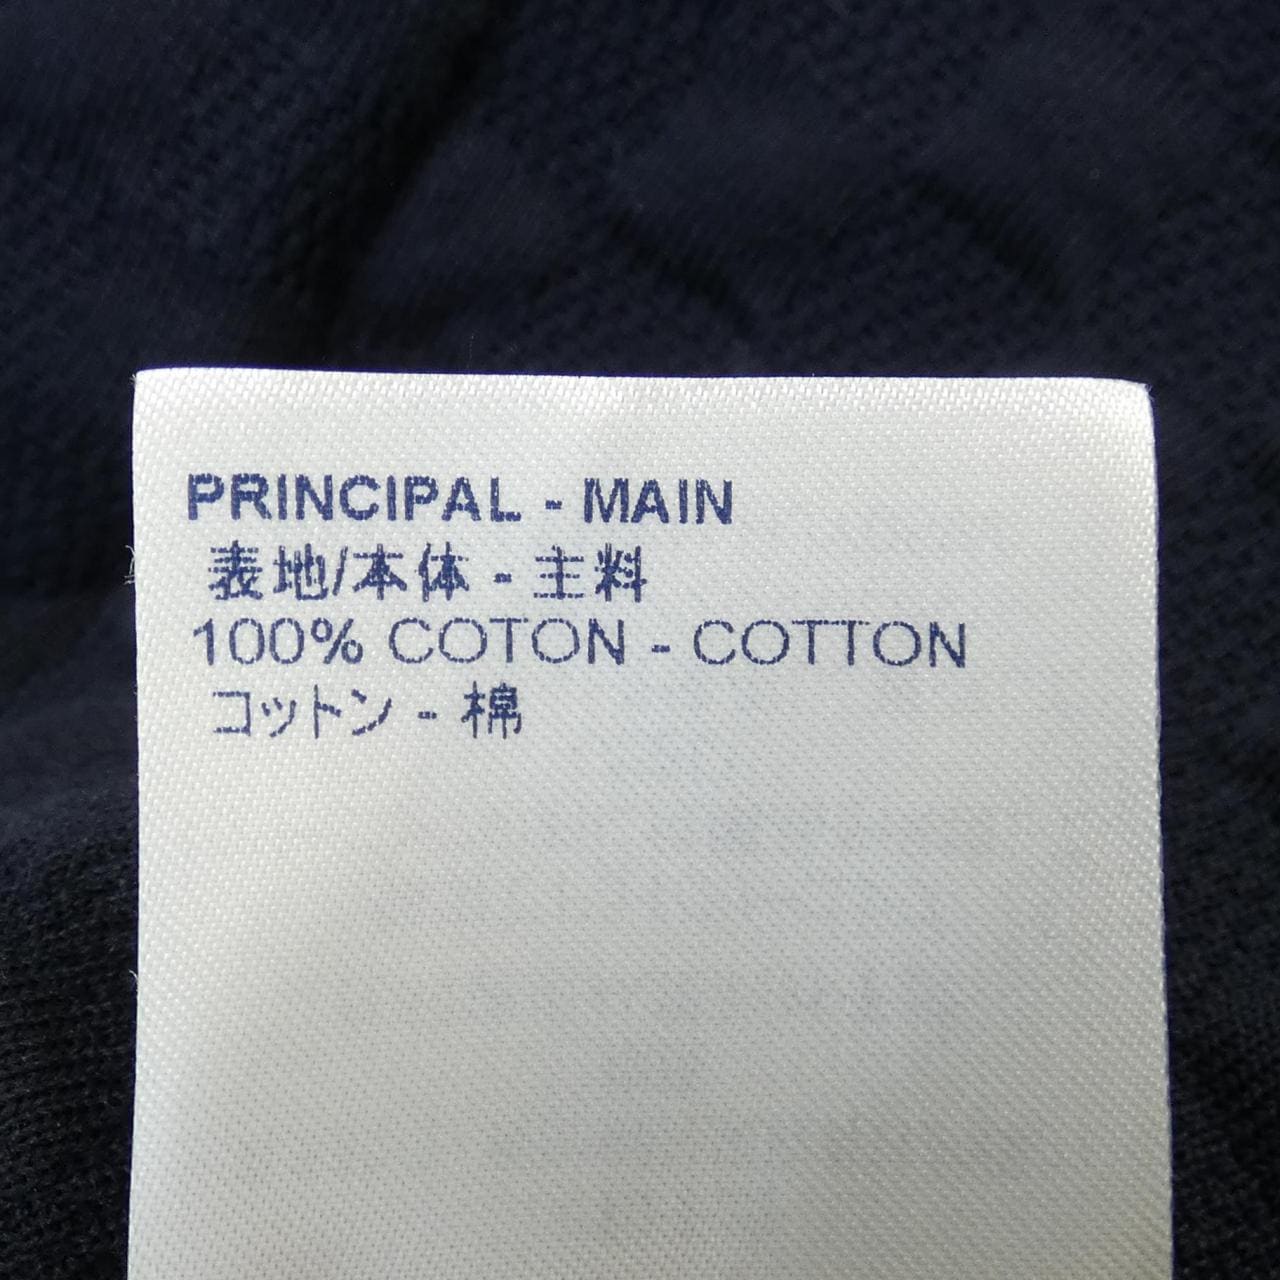 PRINCIPAL - MAIN
表地/本体 - 主料
100% COTON - COTTON
コットン - 棉